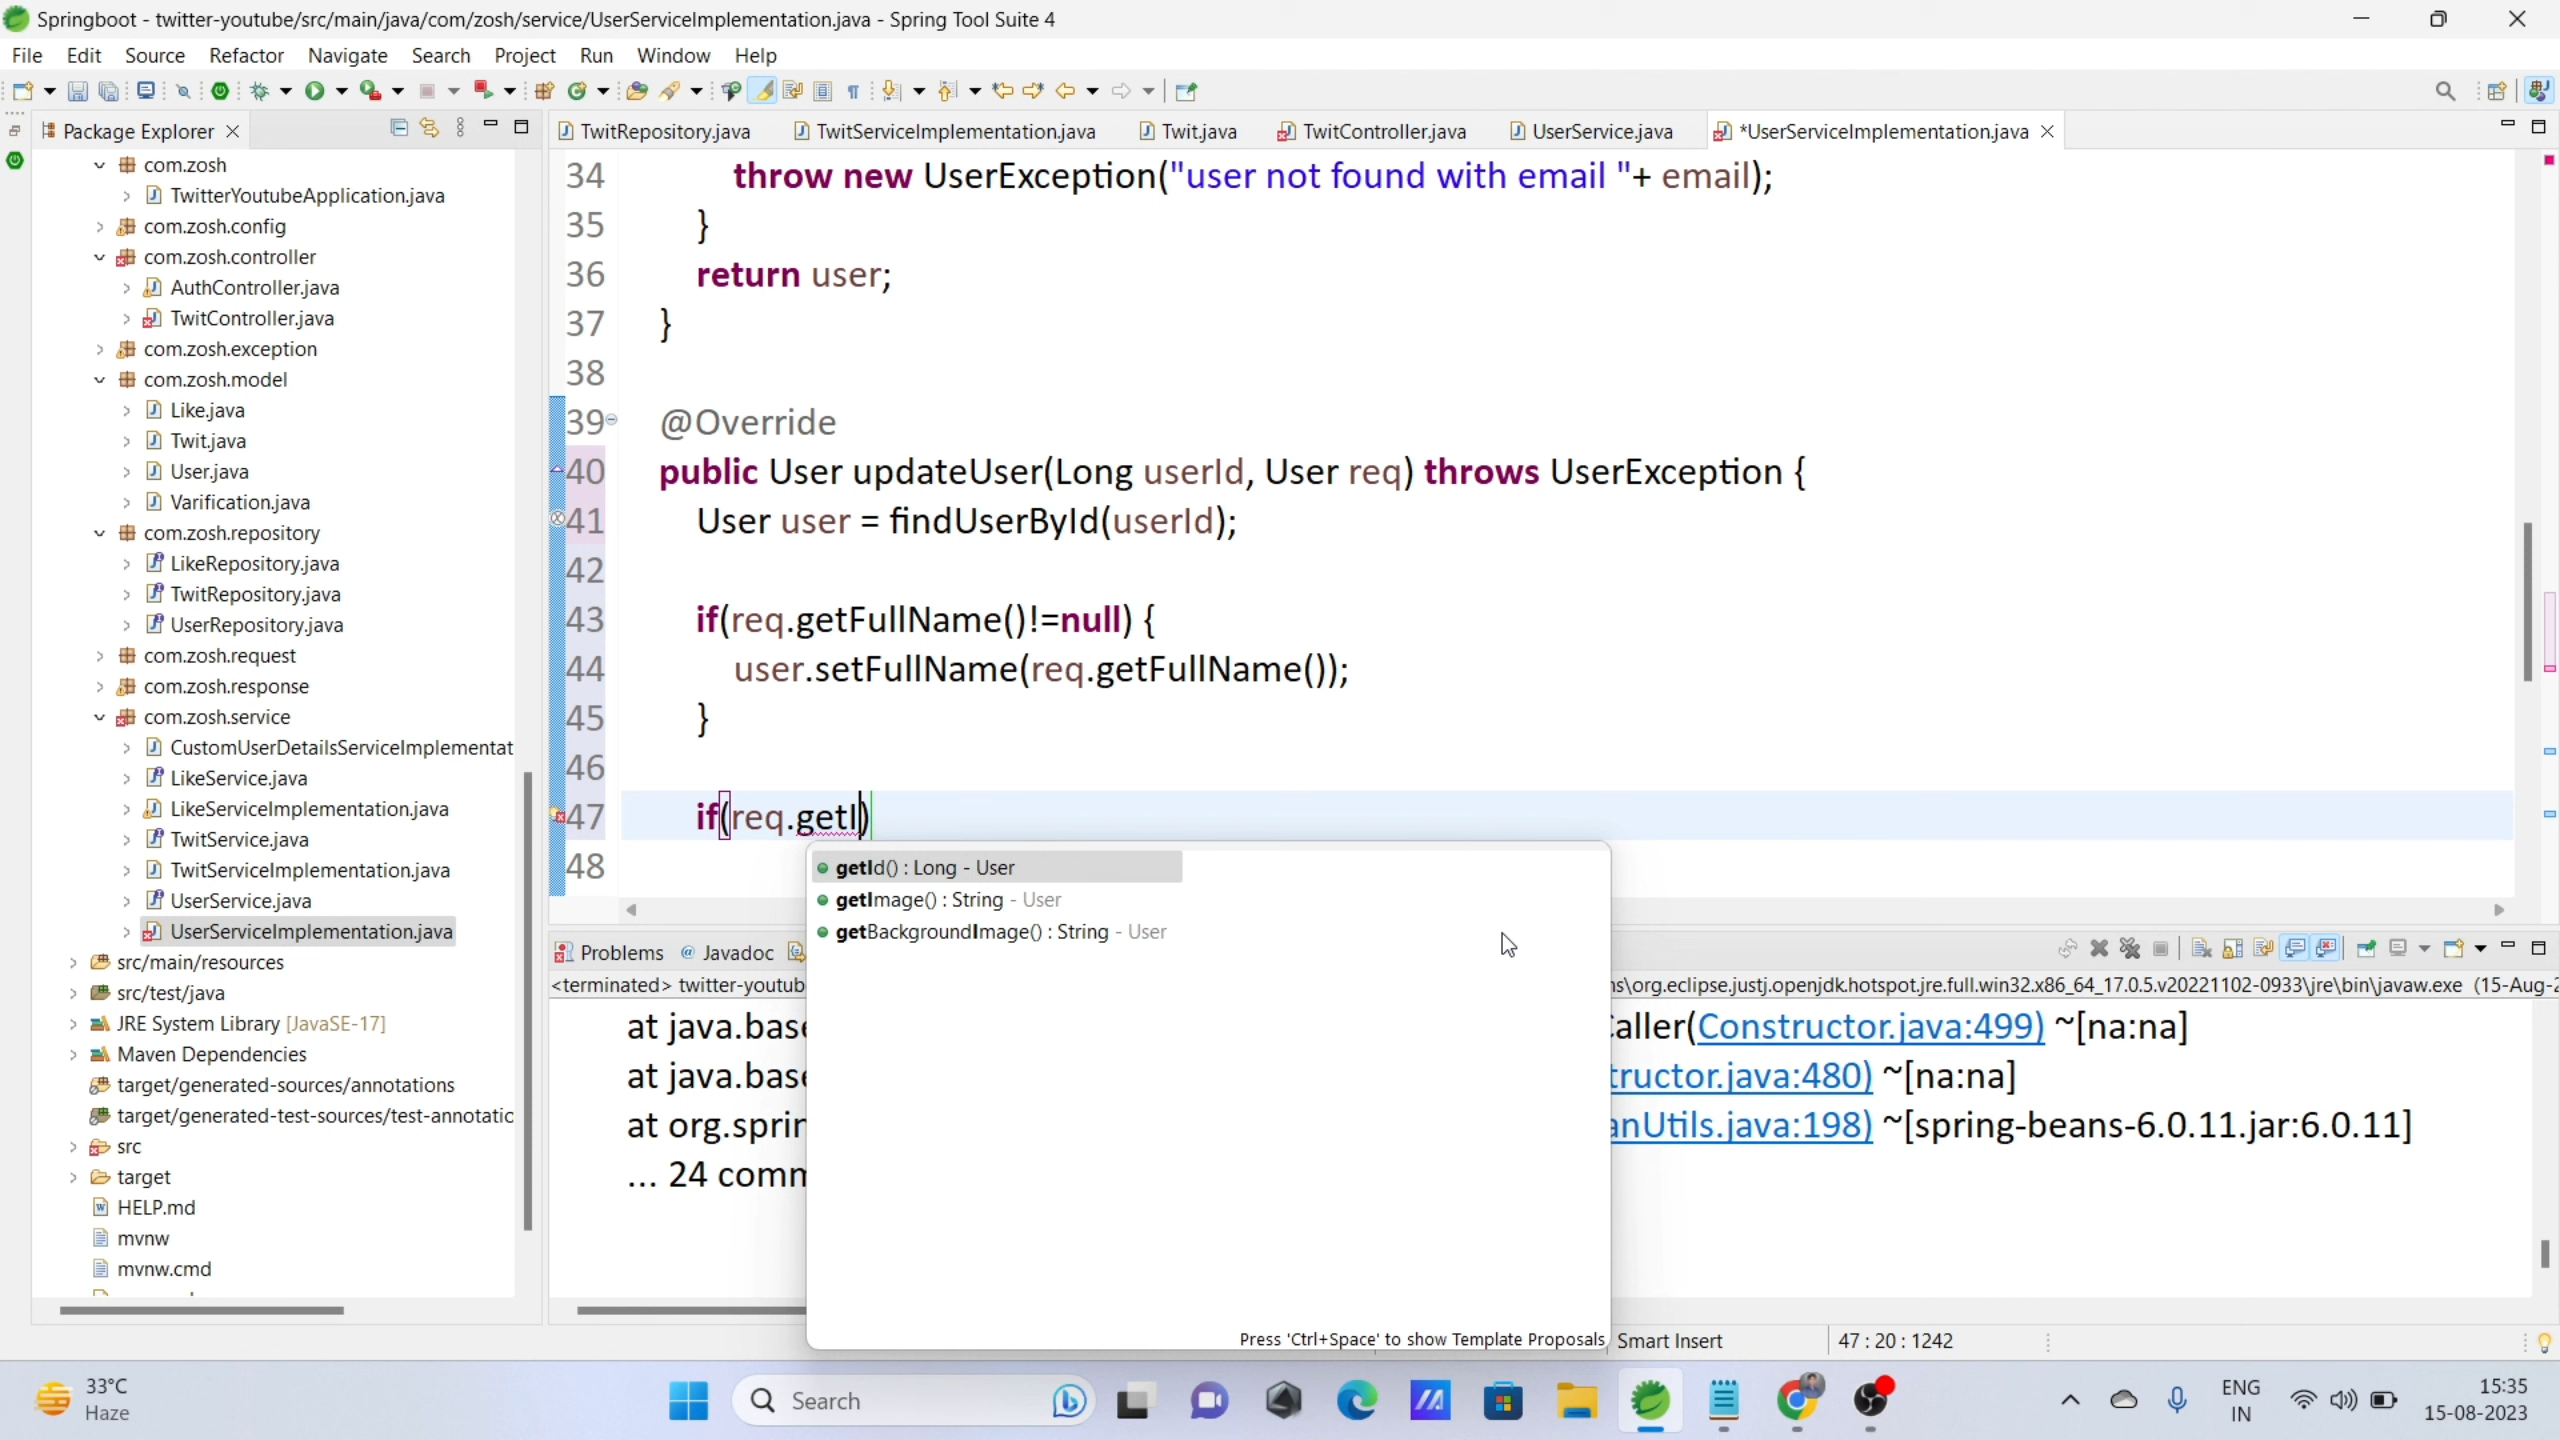 Springboot - twitter-youtube/src/main/java/com/zosh/service/UserServiceImplementation.java - Spring Tool Suite 4
File Edit Source Refactor Navigate Search Project Run Window Help
Package Explorer
TwitRepository.java TwitServiceImplementation.java Twit.java TwitController.java UserService.java *UserServiceImplementation.java
com.zosh
TwitterYoutubeApplication.java
com.zosh.config
com.zosh.controller
AuthController.java
TwitController.java
com.zosh.exception
com.zosh.model
Like.java
Twit.java
User.java
Varification.java
com.zosh.repository
LikeRepository.java
TwitRepository.java
UserRepository.java
com.zosh.request
com.zosh.response
com.zosh.service
CustomUserDetailsServiceImplementat
LikeService.java
LikeServiceImplementation.java
TwitService.java
TwitServiceImplementation.java
UserService.java
UserServiceImplementation.java
src/main/resources
src/test/java
JRE System Library [JavaSE-17]
Maven Dependencies
target/generated-sources/annotations
target/generated-test-sources/test-annotatic
src
target
HELP.md
mvnw
mvnw.cmd
34 throw new UserException("user not found with email "+ email);
35 }
36 return user;
37 }
38
39 @Override
40 public User updateUser(Long userId, User req) throws UserException {
41 User user = findUserById(userId);
42
43 if(req.getFullName()!=null) {
44 user.setFullName(req.getFullName());
45 }
46
47 if(req.getI)
48
getId() : Long - User
getImage() : String - User
getBackgroundImage() : String - User
Press 'Ctrl+Space' to show Template Proposals
Problems @ Javadoc
<terminated> twitter-youtub ns\org.eclipse.justj.openjdk.hotspot.jre.full.win32.x86_64_17.0.5.v20221102-0933\jre\bin\javaw.exe (15-Aug-2
at java.base aller(Constructor.java:499) ~[na:na]
at java.base tructor.java:480) ~[na:na]
at org.sprin anUtils.java:198) ~[spring-beans-6.0.11.jar:6.0.11]
... 24 comm
Smart Insert 47 : 20 : 1242
33°C
Haze
Search
ENG
IN
15:35
15-08-2023